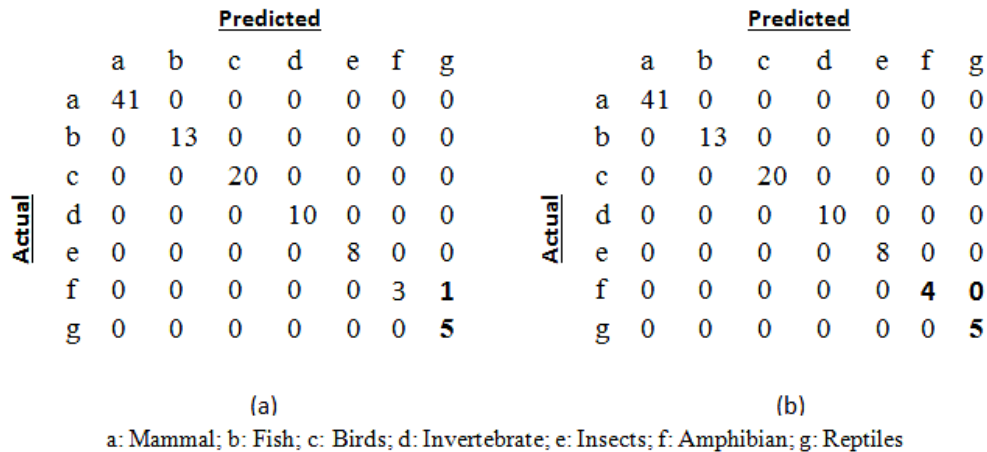 Predicted
a b c d e f g
a 41 0 0 0 0 0 0
b 0 13 0 0 0 0 0
c 0 0 20 0 0 0 0
d 0 0 0 10 0 0 0
e 0 0 0 0 8 0 0
f 0 0 0 0 0 3 1
g 0 0 0 0 0 0 5
Actual
(a)
Predicted
a b c d e f g
a 41 0 0 0 0 0 0
b 0 13 0 0 0 0 0
c 0 0 20 0 0 0 0
d 0 0 0 10 0 0 0
e 0 0 0 0 8 0 0
f 0 0 0 0 0 4 0
g 0 0 0 0 0 0 5
Actual
(b)
a: Mammal; b: Fish; c: Birds; d: Invertebrate; e: Insects; f: Amphibian; g: Reptiles